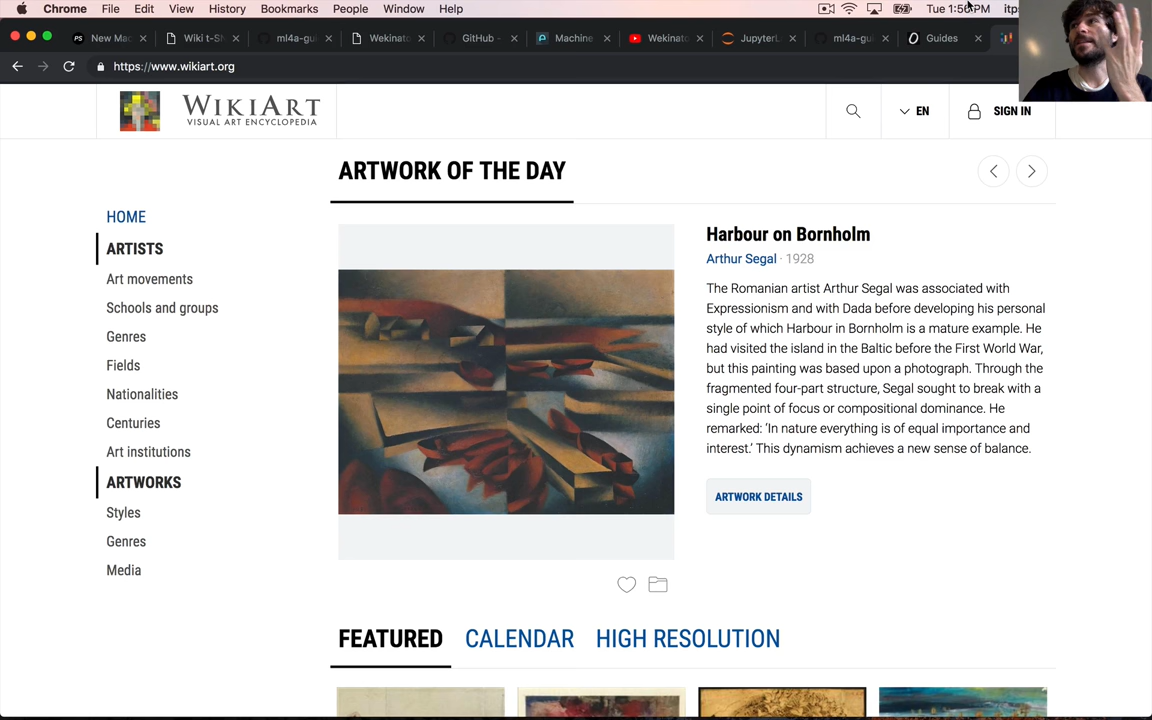 Chrome File Edit View History Bookmarks People Window Help Tue 1:56 PM itp
New Ma Wiki t-S ml4a-gu Wekinat GitHub - Machine Wekinat JupyterL ml4a-gu Guides
https://www.wikiart.org
WIKIART
VISUAL ART ENCYCLOPEDIA
EN
SIGN IN
ARTWORK OF THE DAY
HOME
ARTISTS
Art movements
Schools and groups
Genres
Fields
Nationalities
Centuries
Art institutions
ARTWORKS
Styles
Genres
Media
Harbour on Bornholm
Arthur Segal · 1928
The Romanian artist Arthur Segal was associated with
Expressionism and with Dada before developing his personal
style of which Harbour in Bornholm is a mature example. He
had visited the island in the Baltic before the First World War,
but this painting was based upon a photograph. Through the
fragmented four-part structure, Segal sought to break with a
single point of focus or compositional dominance. He
remarked: 'In nature everything is of equal importance and
interest.' This dynamism achieves a new sense of balance.
ARTWORK DETAILS
FEATURED CALENDAR HIGH RESOLUTION